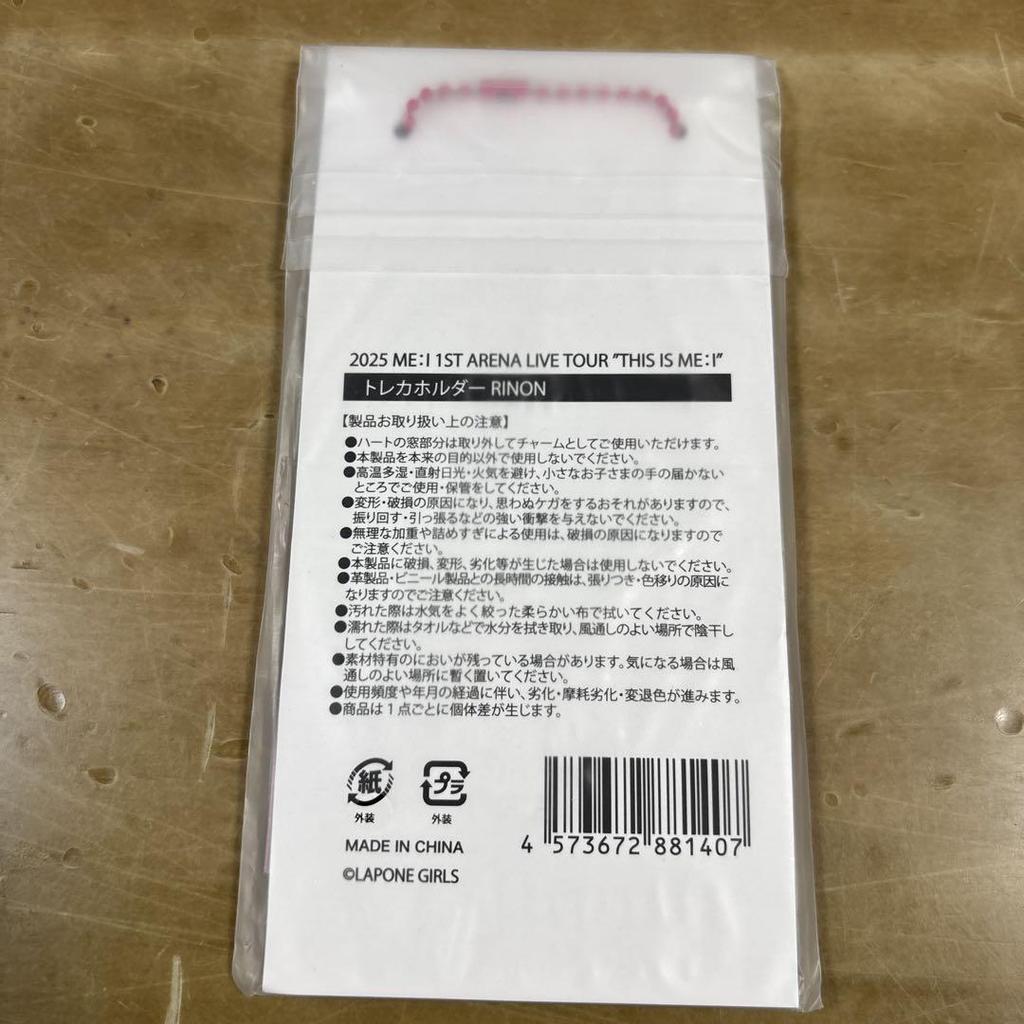 2025 ME:I 1ST ARENA LIVE TOUR "THIS IS ME:I"
トレカホルダー RINON
【製品お取り扱い上の注意】
●ハートの窓部分は取り外してチャームとしてご使用いただけます。
●本製品を本来の目的以外で使用しないでください。
●高温多湿・直射日光・火気を避け、小さなお子さまの手の届かない
ところでご使用・保管をしてください。
●変形・破損の原因になり、思わぬケガをするおそれがありますので、
振り回す・引っ張るなどの強い衝撃を与えないでください。
●無理な加重や詰めすぎによる使用は、破損の原因になりますので
ご注意ください。
●本製品に破損、変形、劣化等が生じた場合は使用しないでください。
●革製品・ビニール製品との長時間の接触は、張りつき・色移りの原因に
なりますのでご注意ください。
●汚れた際は水気をよく絞った柔らかい布で拭いてください。
●濡れた際はタオルなどで水分を拭き取り、風通しのよい場所で陰干し
してください。
●素材特有のにおいが残っている場合があります。気になる場合は風
通しのよい場所に暫く置いてください。
●使用頻度や年月の経過に伴い、劣化・摩耗劣化・変退色が進みます。
●商品は1点ごとに個体差が生じます。
紙 プラ
外装 外装
MADE IN CHINA
©LAPONE GIRLS
4 573672 881407